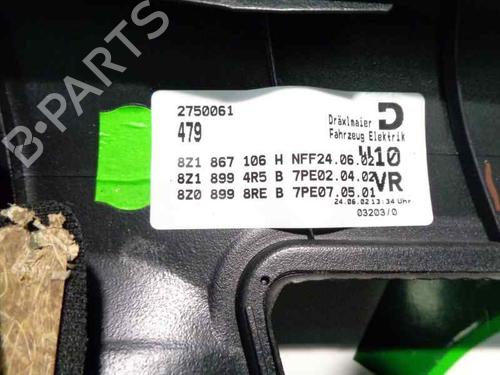 2750061
479
Dräxlmaier
Fahrzeug Elektrik
D
8Z1 867 106 H NFF24.06.02
W10
8Z1 899 4R5 B 7PE02.04.02
8Z0 899 8RE B 7PE07.05.01
VR
24.06.02 13:34 Uhr
03203/0
B-PARTS